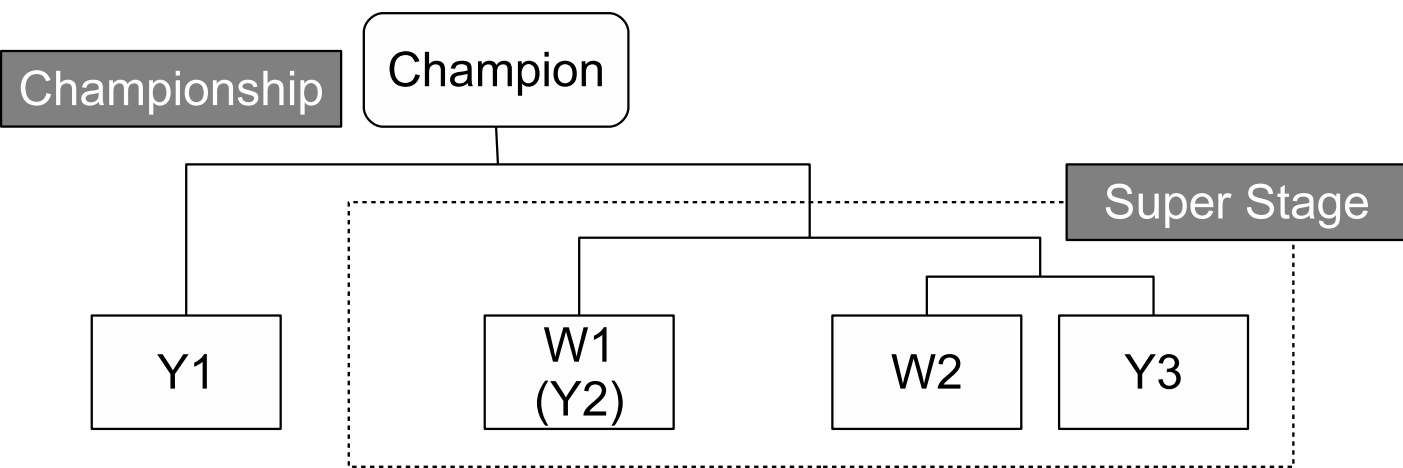 Championship
Champion
Super Stage
Y1
W1
(Y2)
W2
Y3